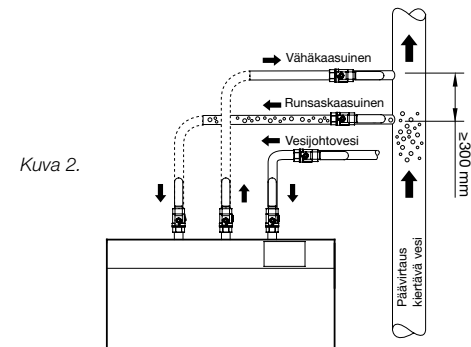 Vähäkaasuinen
Runsaskaasuinen
Vesijohtovesi
Kuva 2.
≥300 mm
Päävirtaus
kiertävä vesi